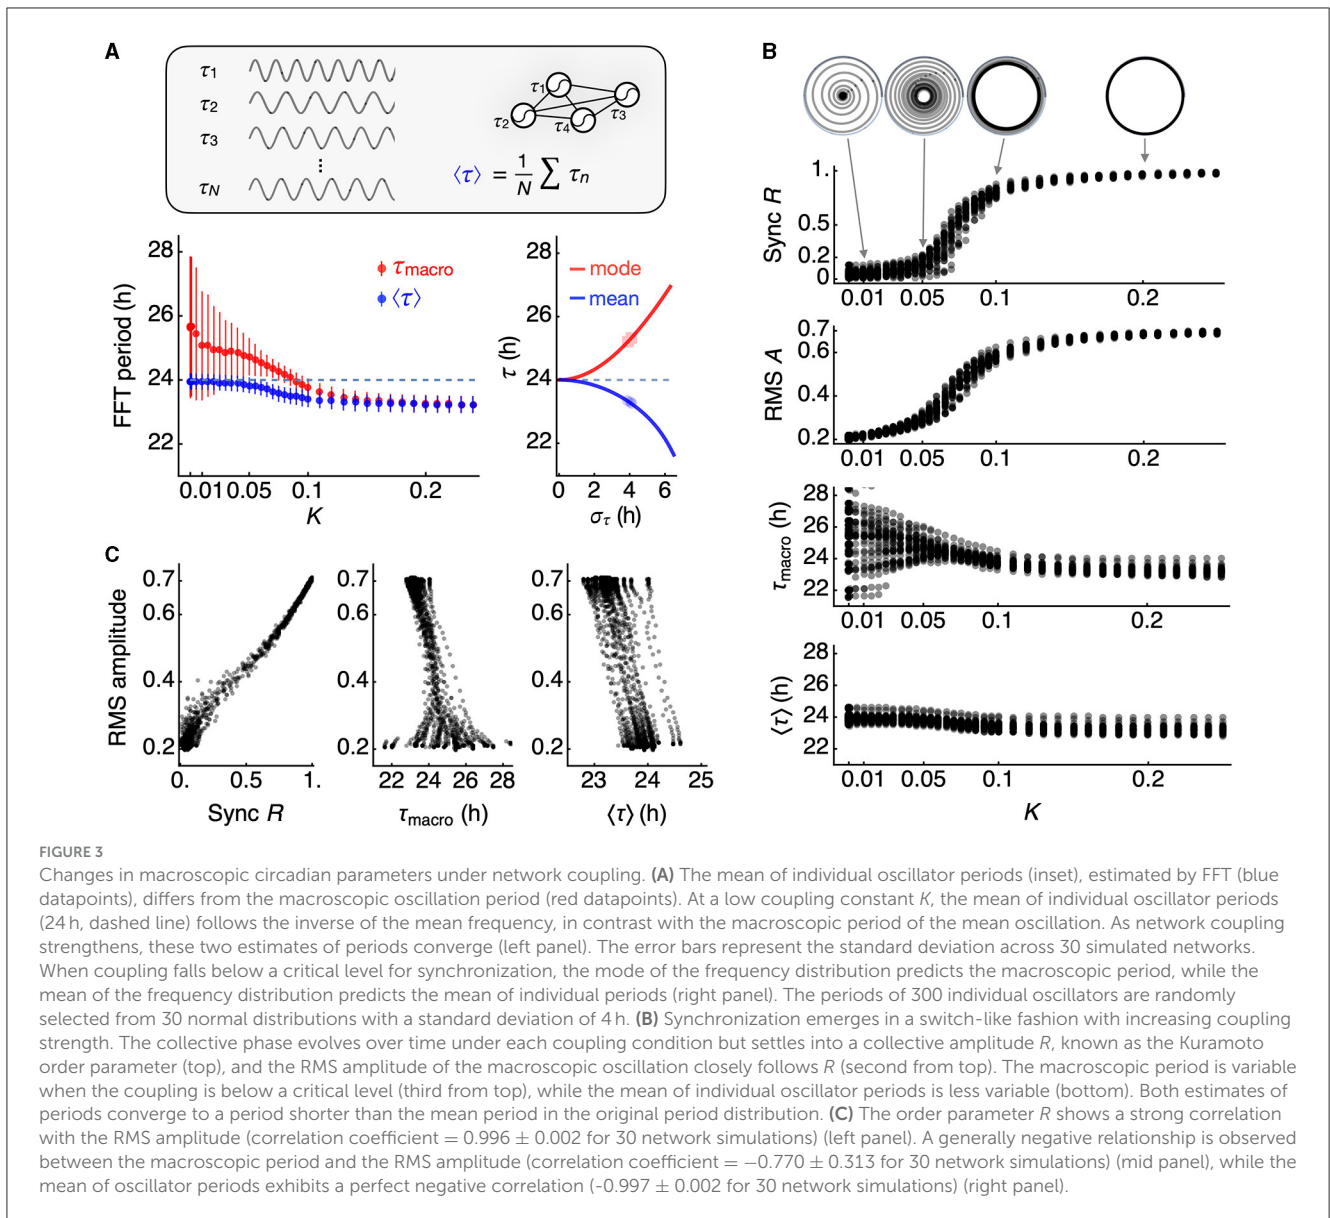 A
τ1
τ2
τ3
⋮
τN
τ1
τ2
τ4
τ3
⟨τ⟩ = 1/N ∑ τn
28
26
24
22
FFT period (h)
τmacro
⟨τ⟩
0.01 0.05 0.1 0.2
K
28
26
24
22
τ (h)
mode
mean
0 2 4 6
στ (h)
B
1.
0.5
0.2
0
Sync R
0.01 0.05 0.1 0.2
0.7
0.6
0.4
0.2
RMS A
0.01 0.05 0.1 0.2
28
26
24
22
τmacro (h)
0.01 0.05 0.1 0.2
28
26
24
22
⟨τ⟩ (h)
0.01 0.05 0.1 0.2
K
C
0.7
0.6
0.4
0.2
RMS amplitude
0. 1.
Sync R
0.7
0.6
0.4
0.2
22 24 26 28
τmacro (h)
0.7
0.6
0.4
0.2
23 24 25
⟨τ⟩ (h)
FIGURE 3
Changes in macroscopic circadian parameters under network coupling. (A) The mean of individual oscillator periods (inset), estimated by FFT (blue
datapoints), differs from the macroscopic oscillation period (red datapoints). At a low coupling constant K, the mean of individual oscillator periods
(24 h, dashed line) follows the inverse of the mean frequency, in contrast with the macroscopic period of the mean oscillation. As network coupling
strengthens, these two estimates of periods converge (left panel). The error bars represent the standard deviation across 30 simulated networks.
When coupling falls below a critical level for synchronization, the mode of the frequency distribution predicts the macroscopic period, while the
mean of the frequency distribution predicts the mean of individual periods (right panel). The periods of 300 individual oscillators are randomly
selected from 30 normal distributions with a standard deviation of 4 h. (B) Synchronization emerges in a switch-like fashion with increasing coupling
strength. The collective phase evolves over time under each coupling condition but settles into a collective amplitude R, known as the Kuramoto
order parameter (top), and the RMS amplitude of the macroscopic oscillation closely follows R (second from top). The macroscopic period is variable
when the coupling is below a critical level (third from top), while the mean of individual oscillator periods is less variable (bottom). Both estimates of
periods converge to a period shorter than the mean period in the original period distribution. (C) The order parameter R shows a strong correlation
with the RMS amplitude (correlation coefficient = 0.996 ± 0.002 for 30 network simulations) (left panel). A generally negative relationship is observed
between the macroscopic period and the RMS amplitude (correlation coefficient = −0.770 ± 0.313 for 30 network simulations) (mid panel), while the
mean of oscillator periods exhibits a perfect negative correlation (-0.997 ± 0.002 for 30 network simulations) (right panel).